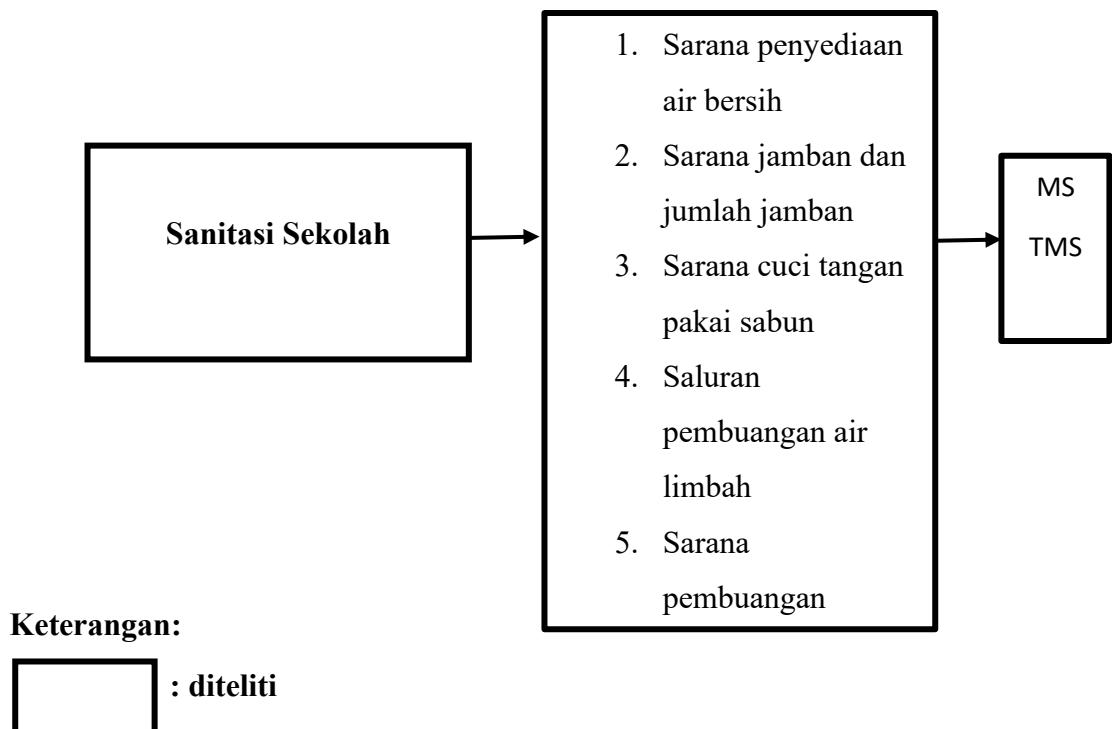 Sanitasi Sekolah
1. Sarana penyediaan
air bersih
2. Sarana jamban dan
jumlah jamban
3. Sarana cuci tangan
pakai sabun
4. Saluran
pembuangan air
limbah
5. Sarana
pembuangan
MS
TMS
Keterangan:
: diteliti